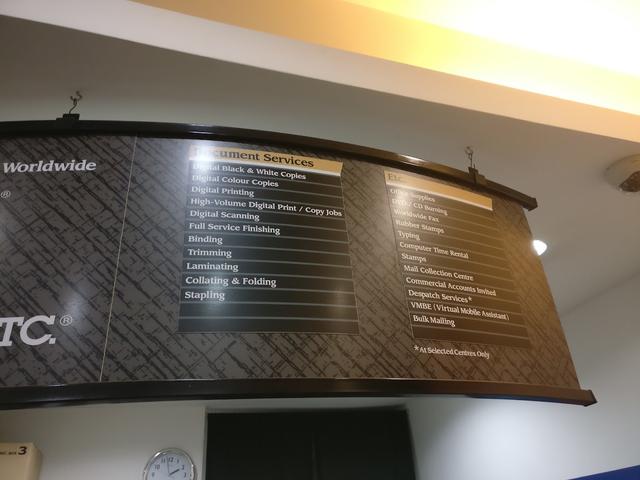 Worldwide
®
TC.®
Document Services
Digital Black & White Copies
Digital Colour Copies
Digital Printing
High-Volume Digital Print / Copy Jobs
Digital Scanning
Full Service Finishing
Binding
Trimming
Laminating
Collating & Folding
Stapling
Etc.
Office Supplies
DVD / CD Burning
Worldwide Fax
Rubber Stamps
Typing
Computer Time Rental
Stamps
Mail Collection Centre
Commercial Accounts Invited
Despatch Services*
VMBE (Virtual Mobile Assistant)
Bulk Mailing
*At Selected Centres Only
3